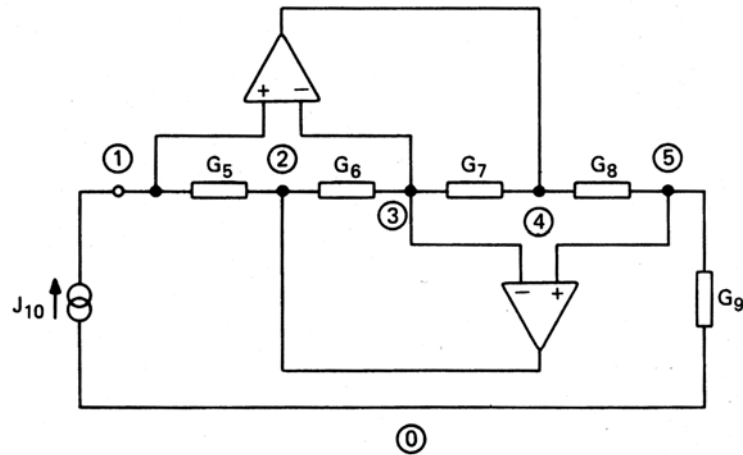 + −
① G5 ② G6 G7 G8 ⑤
③ ④
− +
J10 G9
⓪